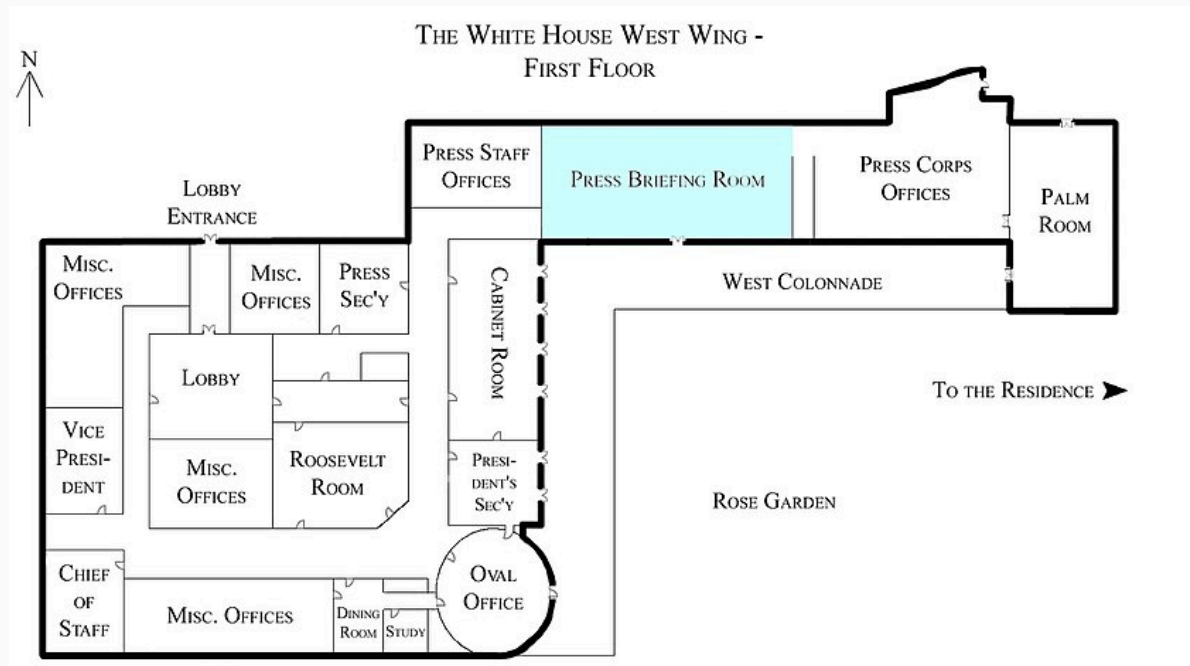 The White House West Wing -
First Floor
N
Press Staff
Offices
Press Briefing Room
Press Corps
Offices
Palm
Room
Lobby
Entrance
Misc.
Offices
Misc.
Offices
Press
Sec'y
Cabinet Room
West Colonnade
Lobby
To the Residence
Vice
Presi-
dent
Misc.
Offices
Roosevelt
Room
Presi-
dent's
Sec'y
Rose Garden
Chief
of
Staff
Misc. Offices
Dining
Room
Study
Oval
Office